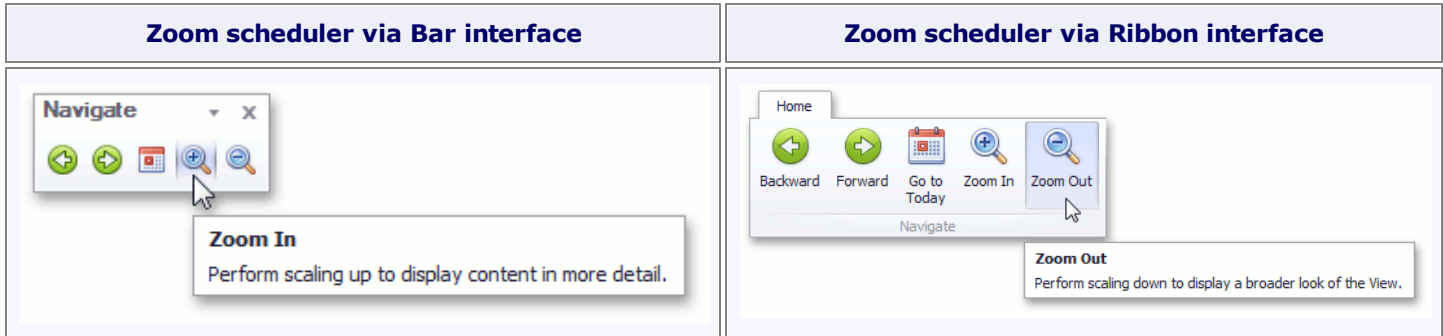 Zoom scheduler via Bar interface
Zoom scheduler via Ribbon interface
Navigate
Zoom In
Perform scaling up to display content in more detail.
Home
Backward Forward Go to Today Zoom In Zoom Out
Navigate
Zoom Out
Perform scaling down to display a broader look of the View.